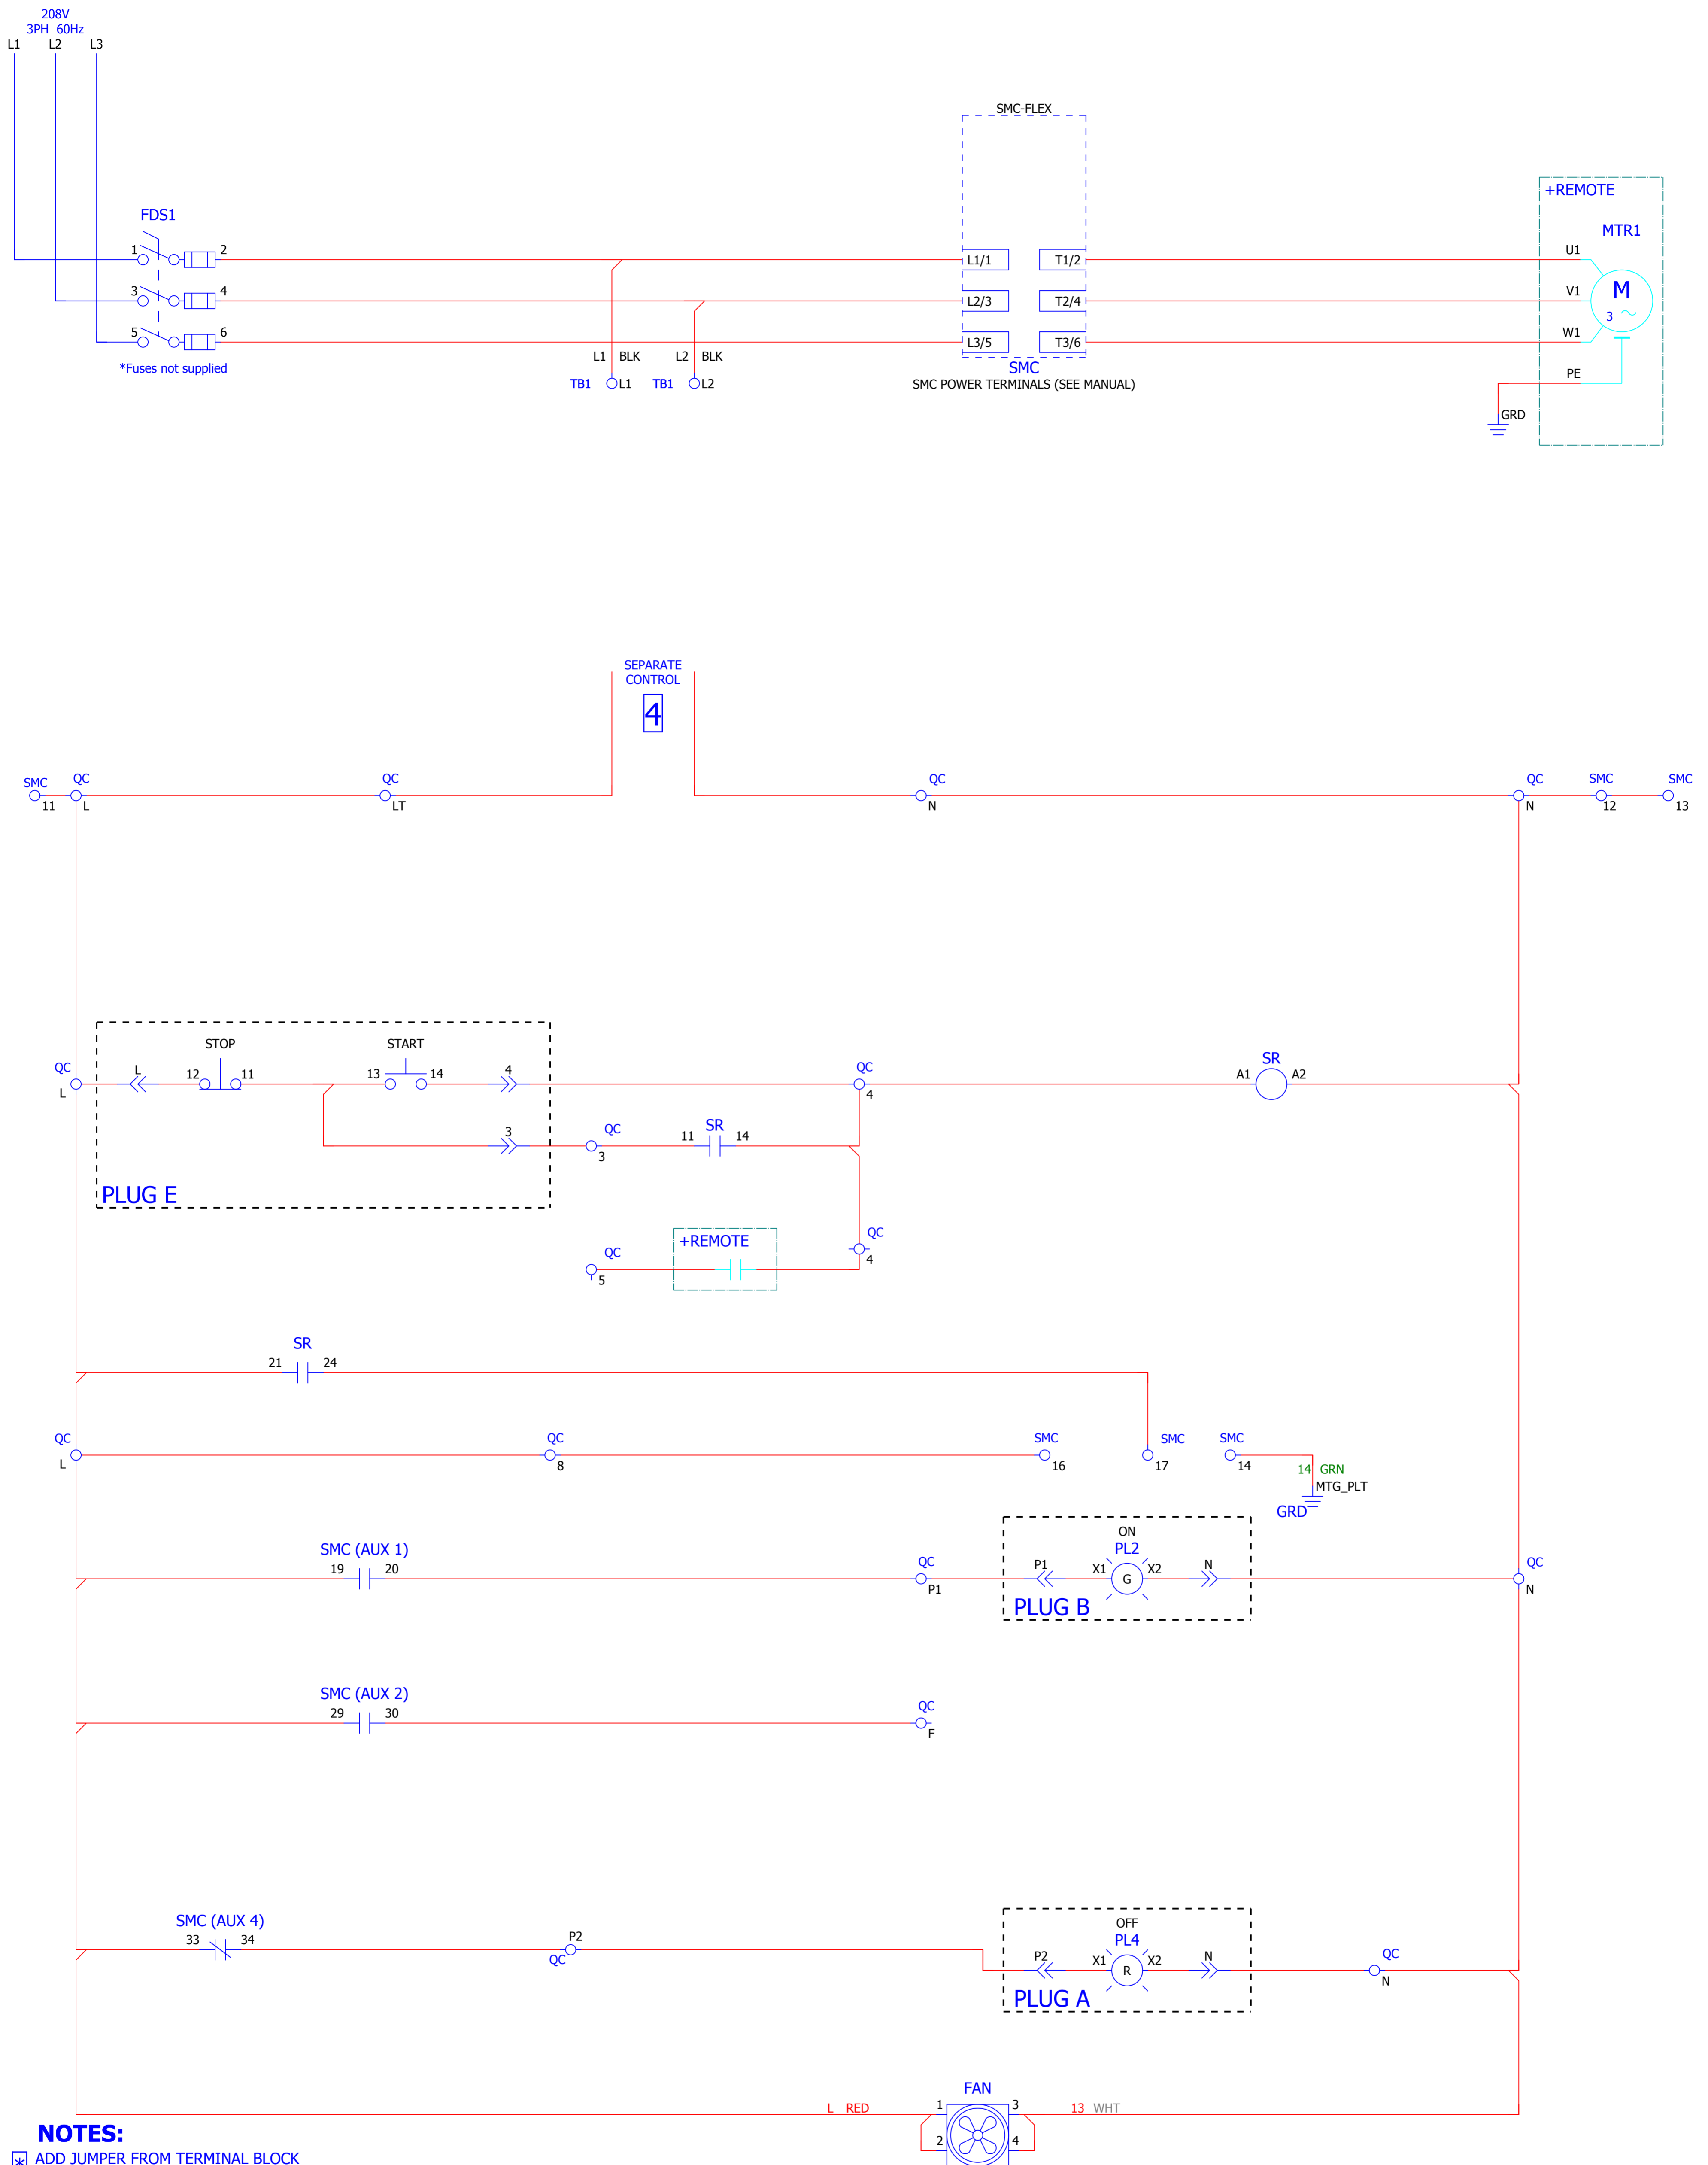 208V
3PH 60Hz
L1 L2 L3
SMC-FLEX
+REMOTE
MTR1
FDS1
1 2
3 4
5 6
*Fuses not supplied
L1/1 T1/2
L2/3 T2/4
L3/5 T3/6
U1
V1
W1
PE
M
3
L1 BLK L2 BLK
TB1 L1 TB1 L2
SMC
SMC POWER TERMINALS (SEE MANUAL)
GRD
SEPARATE
CONTROL
4
SMC QC QC QC QC SMC SMC
11 L LT N N 12 13
STOP START
QC L 12 11 13 14 4 QC SR
L 4 A1 A2
3 QC 11 SR 14
3
PLUG E
+REMOTE
QC QC
5 4
SR
21 24
QC QC SMC SMC SMC
L 8 16 17 14
14 GRN
MTG_PLT
GRD
SMC (AUX 1)
19 20
QC
P1
ON
PL2
P1 X1 G X2 N
PLUG B
QC
N
SMC (AUX 2)
29 30
QC
F
SMC (AUX 4)
33 34
P2
QC
OFF
PL4
P2 X1 R X2 N
PLUG A
QC
N
FAN
L RED 1 3 13 WHT
2 4
NOTES:
* ADD JUMPER FROM TERMINAL BLOCK